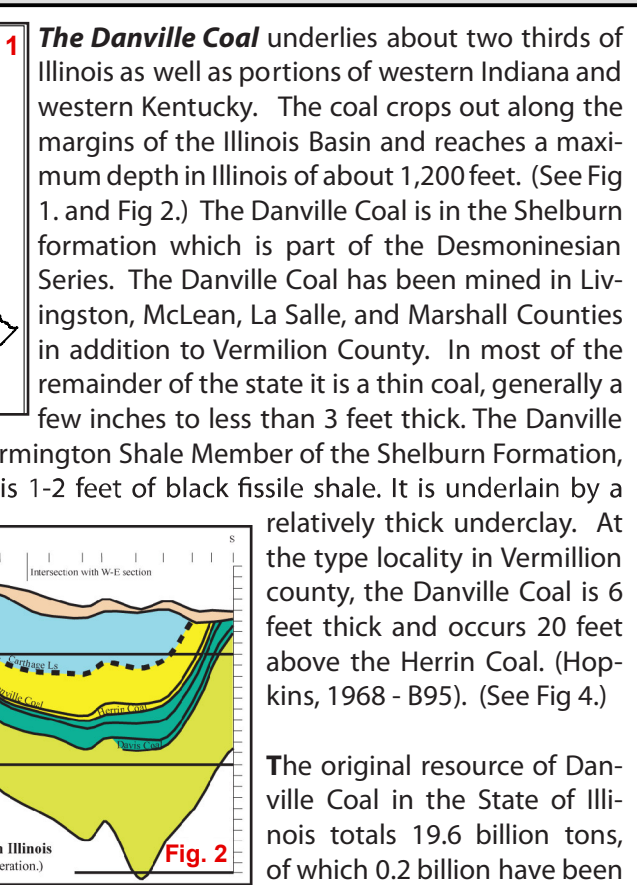 1
The Danville Coal underlies about two thirds of
Illinois as well as portions of western Indiana and
western Kentucky. The coal crops out along the
margins of the Illinois Basin and reaches a maxi-
mum depth in Illinois of about 1,200 feet. (See Fig
1. and Fig 2.) The Danville Coal is in the Shelburn
formation which is part of the Desmoninesian
Series. The Danville Coal has been mined in Liv-
ingston, McLean, La Salle, and Marshall Counties
in addition to Vermilion County. In most of the
remainder of the state it is a thin coal, generally a
few inches to less than 3 feet thick. The Danville
rmington Shale Member of the Shelburn Formation,
is 1-2 feet of black fissile shale. It is underlain by a
relatively thick underclay. At
the type locality in Vermillion
county, the Danville Coal is 6
feet thick and occurs 20 feet
above the Herrin Coal. (Hop-
kins, 1968 - B95). (See Fig 4.)
The original resource of Dan-
ville Coal in the State of Illi-
nois totals 19.6 billion tons,
of which 0.2 billion have been
S
Intersection with W-E section
Carthage Ls
ville Coal
Herrin Coal
Davis Coal
n Illinois
eration.)
Fig. 2